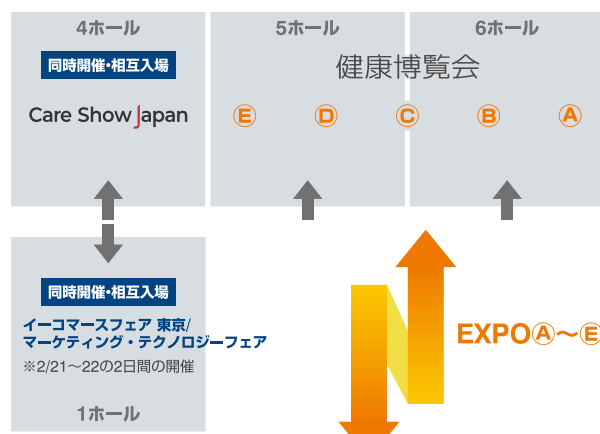 4ホール
5ホール
6ホール
同時開催・相互入場
健康博覧会
Care Show Japan
Ⓔ
Ⓓ
Ⓒ
Ⓑ
Ⓐ
同時開催・相互入場
イーコマースフェア 東京/
マーケティング・テクノロジーフェア
※2/21～22の2日間の開催
1ホール
EXPOⒶ～Ⓔ